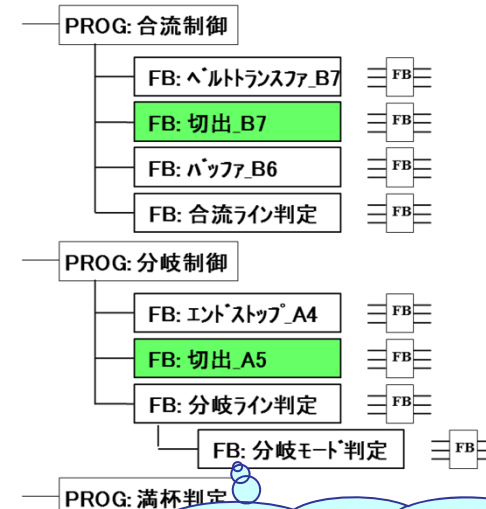 PROG: 合流制御
FB: ﾍﾞﾙﾄﾄﾗﾝｽﾌｧ_B7 FB
FB: 切出_B7 FB
FB: ﾊﾞｯﾌｧ_B6 FB
FB: 合流ﾗｲﾝ判定 FB
PROG: 分岐制御
FB: ｴﾝﾄﾞｽﾄｯﾌﾟ_A4 FB
FB: 切出_A5 FB
FB: 分岐ﾗｲﾝ判定 FB
FB: 分岐ﾓｰﾄﾞ判定 FB
PROG: 満杯判定